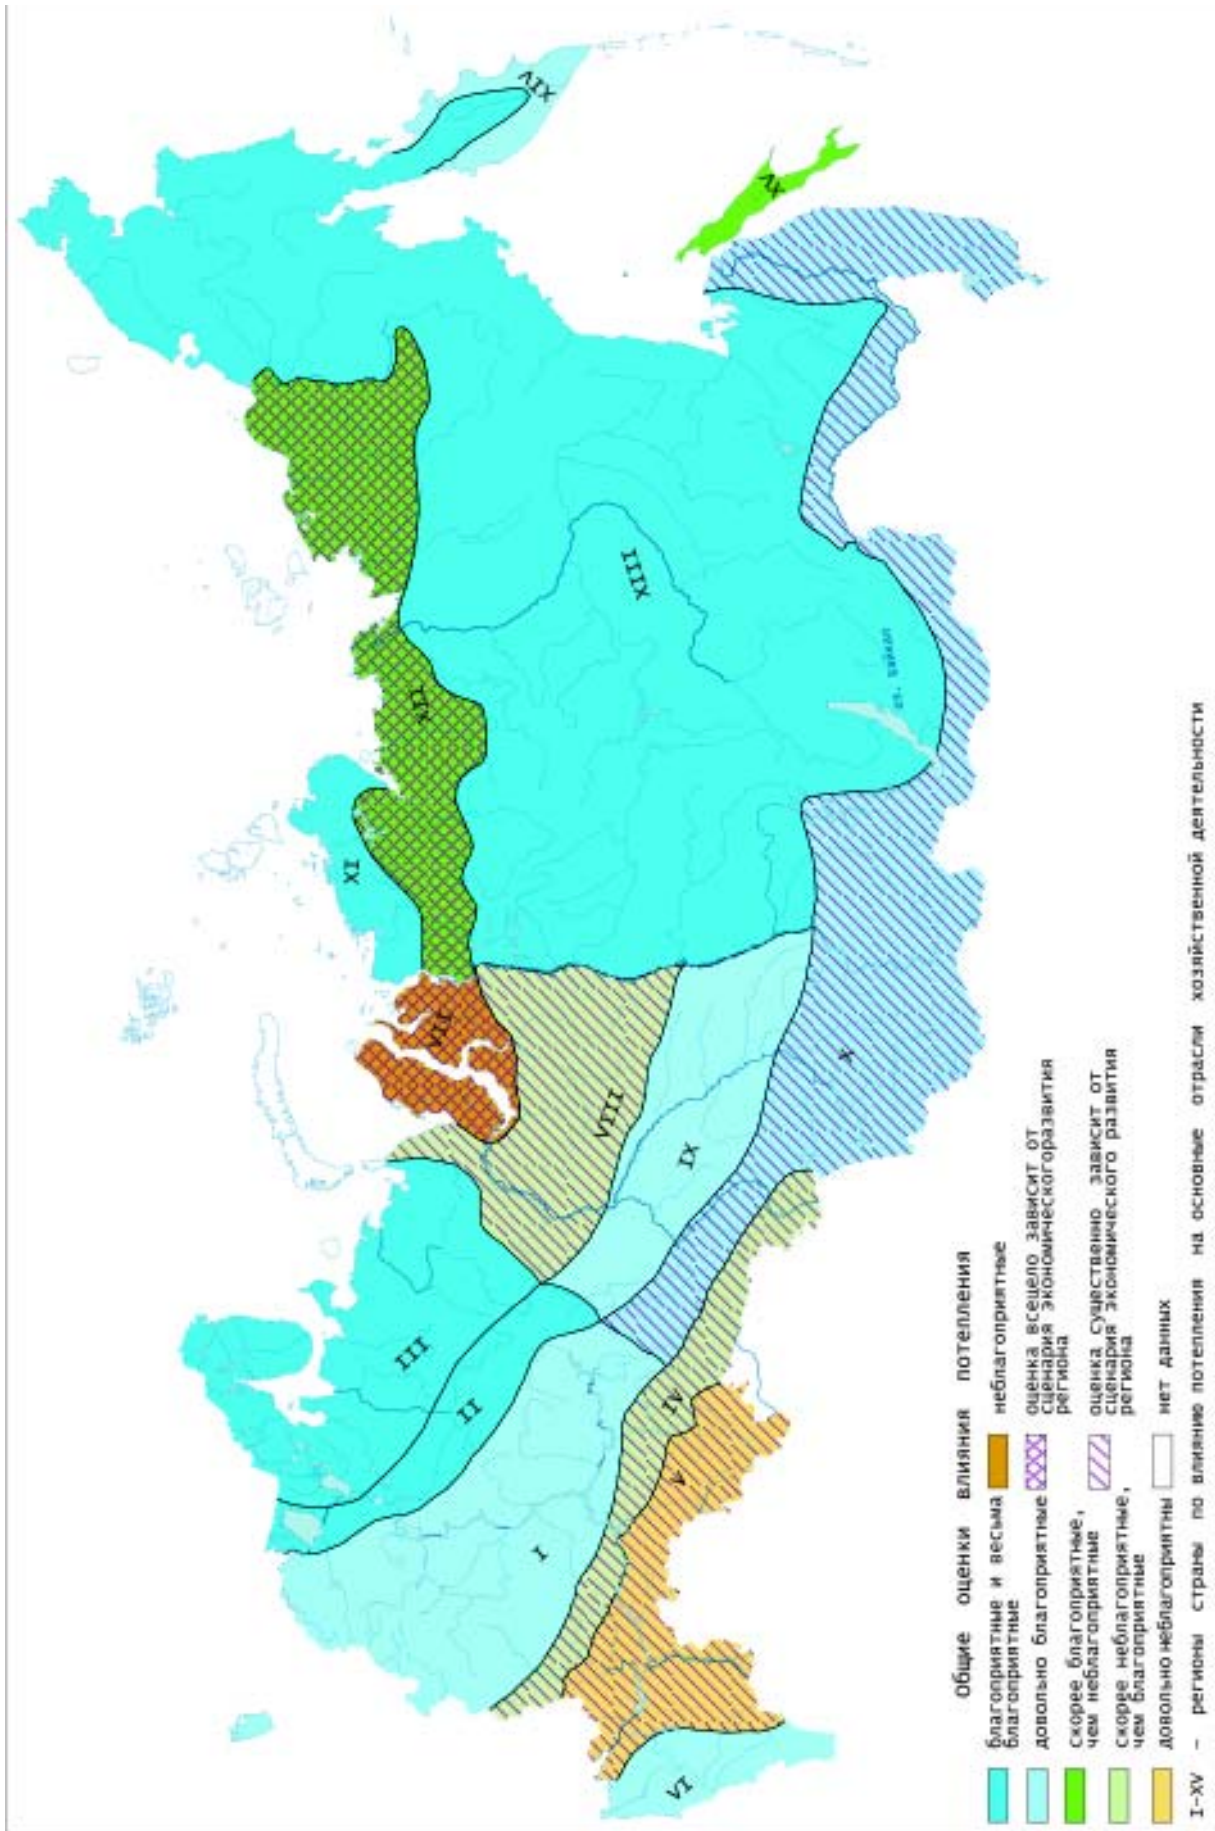 XIV
XV
XIII
XII
XI
оз. Байкал
VII
VIII
X
IX
III
II
IV
V
I
VI
Общие оценки влияния потепления
благоприятные и весьма
благоприятные
довольно благоприятные
скорее благоприятные,
чем неблагоприятные
скорее неблагоприятные,
чем благоприятные
довольно неблагоприятны
неблагоприятные
оценка всецело зависит от
сценария экономическогоразвития
региона
оценка существенно зависит от
сценария экономического развития
региона
нет данных
I-XV – регионы страны по влиянию потепления на основные отрасли хозяйственной деятельности